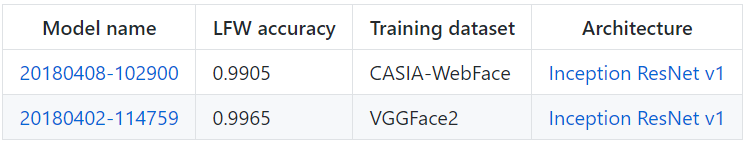 Model name LFW accuracy Training dataset Architecture
20180408-102900 0.9905 CASIA-WebFace Inception ResNet v1
20180402-114759 0.9965 VGGFace2 Inception ResNet v1